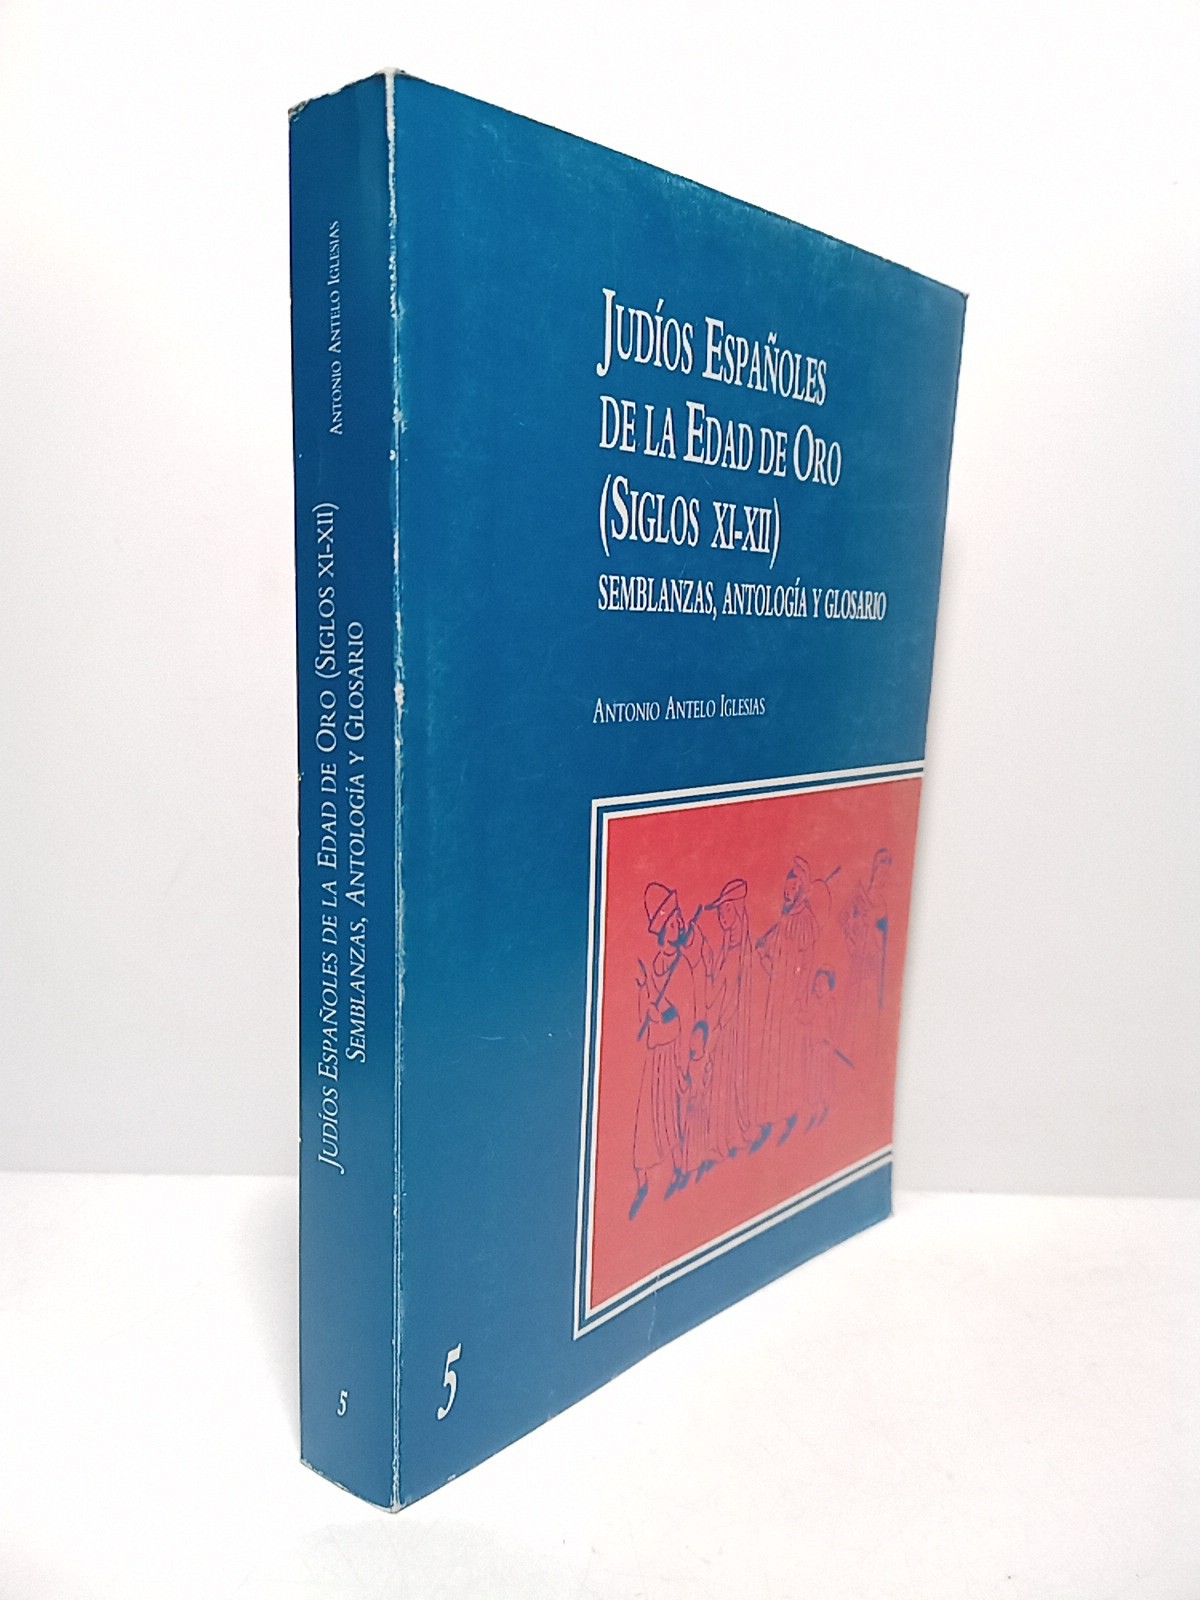 JUDÍOS ESPAÑOLES
DE LA EDAD DE ORO
(SIGLOS XI-XII)
SEMBLANZAS, ANTOLOGÍA Y GLOSARIO
ANTONIO ANTELO IGLESIAS
5
JUDÍOS ESPAÑOLES DE LA EDAD DE ORO (SIGLOS XI-XII)
SEMBLANZAS, ANTOLOGÍA Y GLOSARIO
ANTONIO ANTELO IGLESIAS
5